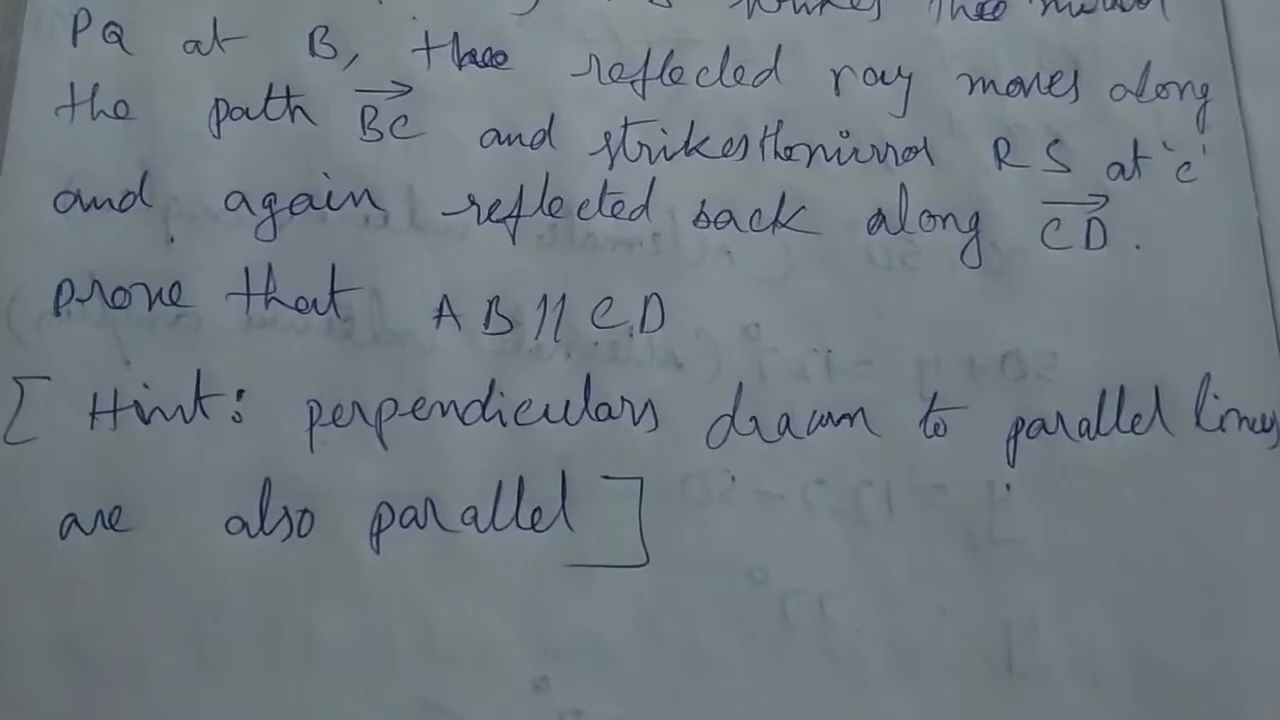 PQ at B, the reflected ray moves along
the path BC and strikes the mirror RS at 'c'
and again reflected back along CD.
prove that AB || CD
[Hint: perpendiculars drawn to parallel lines
are also parallel]